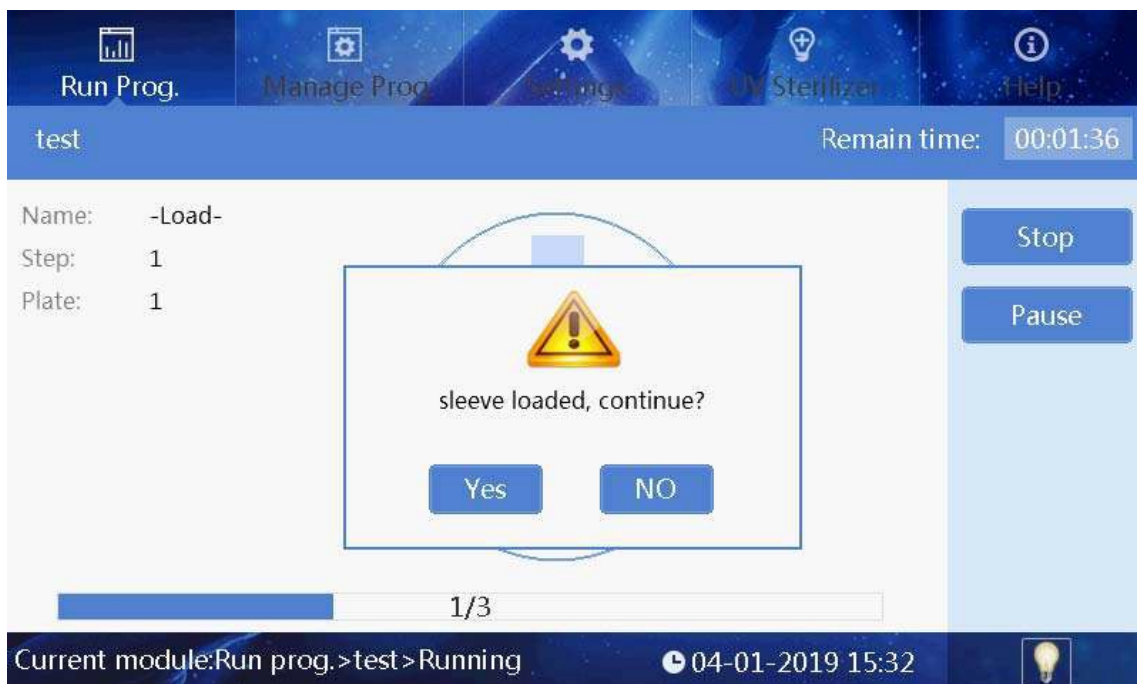 Run Prog.
Manage Prog.
Settings
UV Sterilizer
Help
test
Remain time: 00:01:36
Name: -Load-
Step: 1
Plate: 1
Stop
Pause
sleeve loaded, continue?
Yes
NO
1/3
Current module:Run prog.>test>Running
04-01-2019 15:32